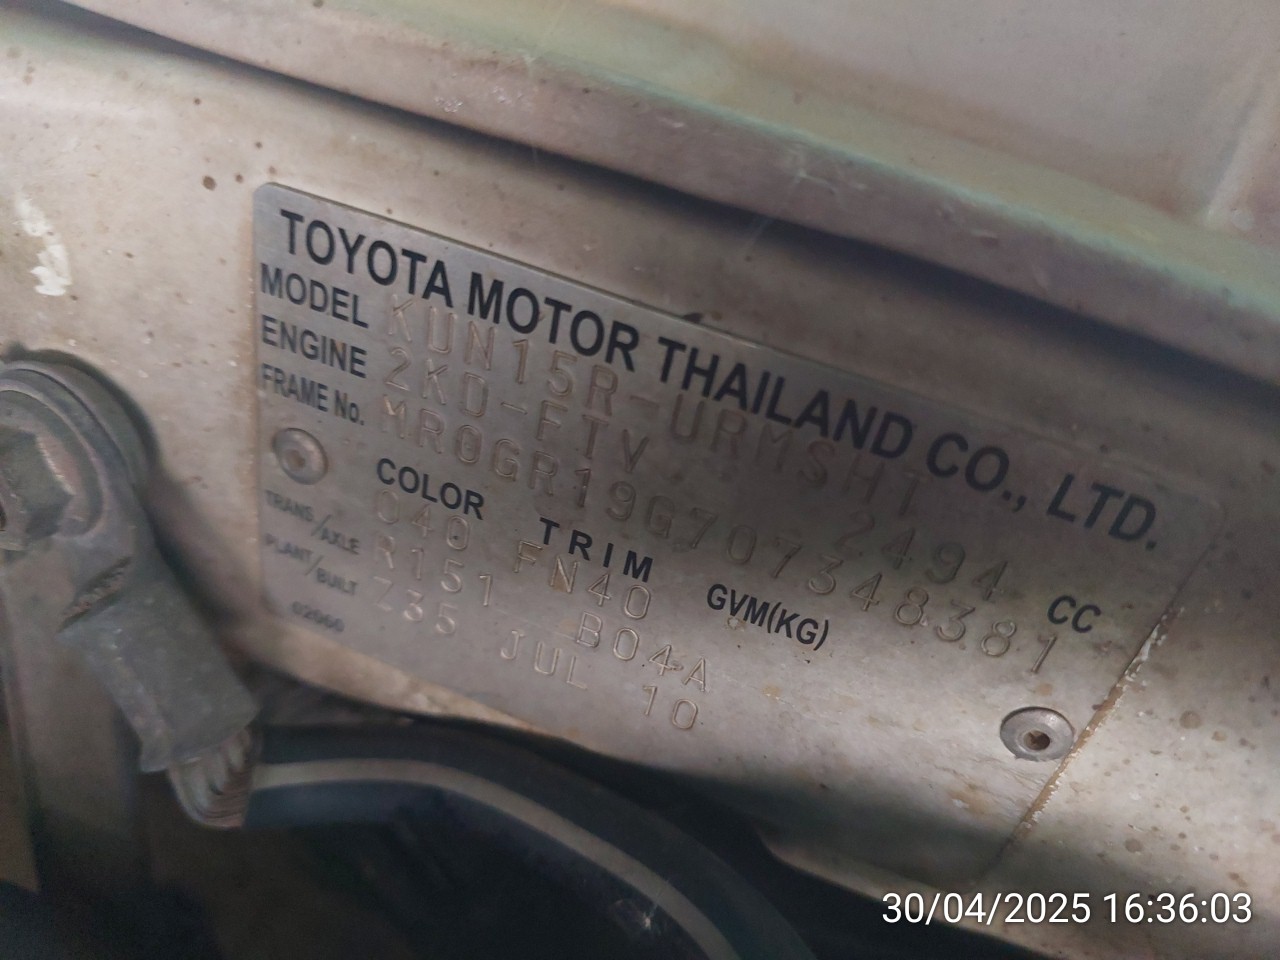 TOYOTA MOTOR THAILAND CO., LTD.
MODEL KUN15R-URMSHT
ENGINE 2KD-FTV 2494 CC
FRAME No. MR0GR19G707348381
COLOR TRIM GVM(KG)
040 FN40
TRANS/AXLE R151 B04A
PLANT/BUILT Z35 JUL 10
02660
30/04/2025 16:36:03